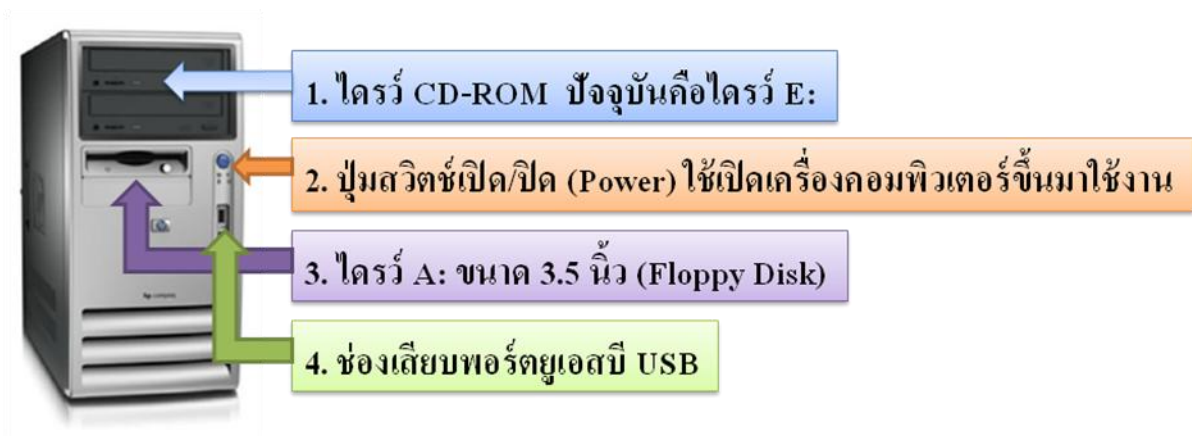 1. ไดรว์ CD-ROM ปัจจุบันคือไดรว์ E:
2. ปุ่มสวิตช์เปิด/ปิด (Power) ใช้เปิดเครื่องคอมพิวเตอร์ขึ้นมาใช้งาน
3. ไดรว์ A: ขนาด 3.5 นิ้ว (Floppy Disk)
4. ช่องเสียบพอร์ตยูเอสบี USB